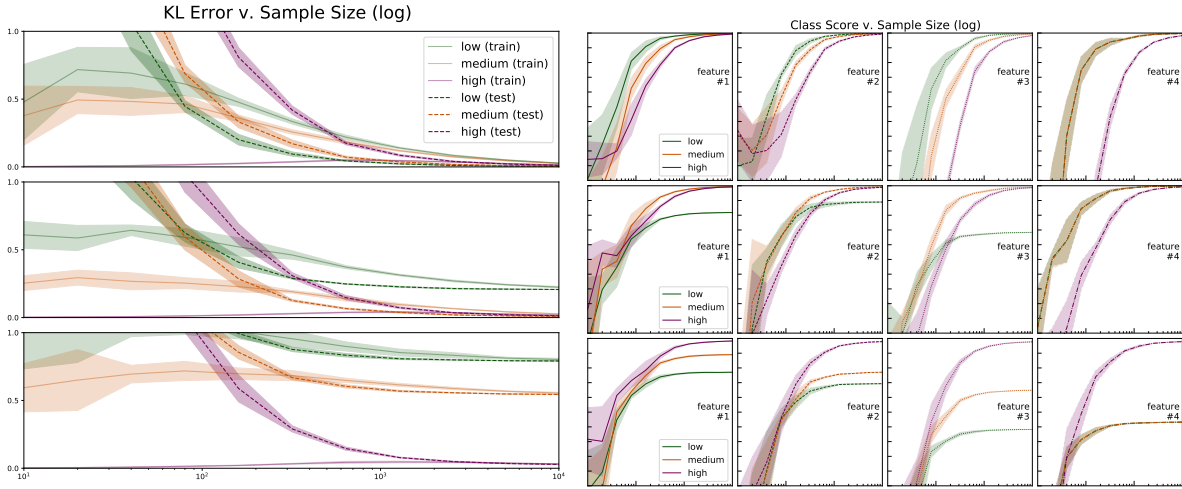 KL Error v. Sample Size (log)
1.0
0.5
0.0
low (train)
medium (train)
high (train)
low (test)
medium (test)
high (test)
1.0
0.5
0.0
1.0
0.5
0.0
10¹
10²
10³
10⁴
Class Score v. Sample Size (log)
feature
#1
low
medium
high
feature
#2
feature
#3
feature
#4
feature
#1
low
medium
high
feature
#2
feature
#3
feature
#4
feature
#1
low
medium
high
feature
#2
feature
#3
feature
#4